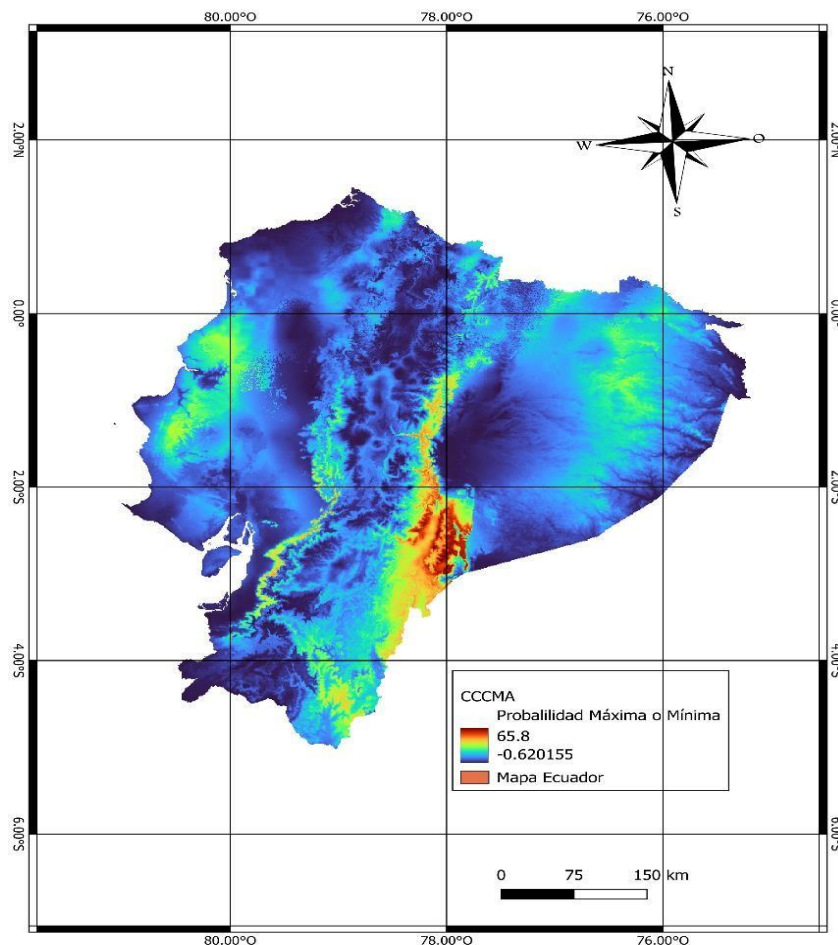 80.00°O 78.00°O 76.00°O
N
2.00°N 2.00°N
W O
S
0.00° 0.00°
2.00°S 2.00°S
4.00°S 4.00°S
CCCMA
Probalilidad Máxima o Mínima
65.8
-0.620155
Mapa Ecuador
6.00°S 6.00°S
0 75 150 km
80.00°O 78.00°O 76.00°O